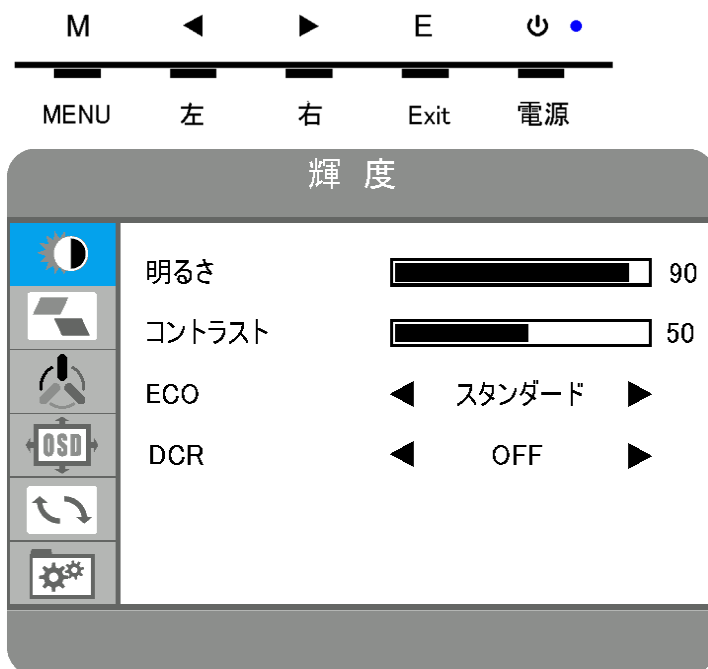 M ◀ ▶ E
MENU 左 右 Exit 電源
輝 度
明るさ 90
コントラスト 50
ECO ◀ スタンダード ▶
OSD
DCR ◀ OFF ▶